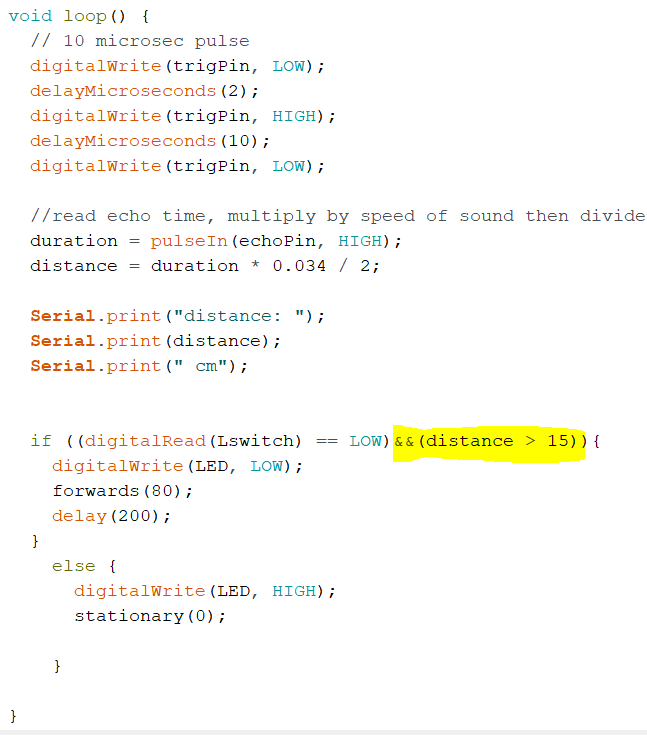 void loop() {
// 10 microsec pulse
digitalWrite(trigPin, LOW);
delayMicroseconds(2);
digitalWrite(trigPin, HIGH);
delayMicroseconds(10);
digitalWrite(trigPin, LOW);
//read echo time, multiply by speed of sound then divide
duration = pulseIn(echoPin, HIGH);
distance = duration * 0.034 / 2;
Serial.print("distance: ");
Serial.print(distance);
Serial.print(" cm");
if ((digitalRead(Lswitch) == LOW)&&(distance > 15)){
digitalWrite(LED, LOW);
forwards(80);
delay(200);
}
else {
digitalWrite(LED, HIGH);
stationary(0);
}
}